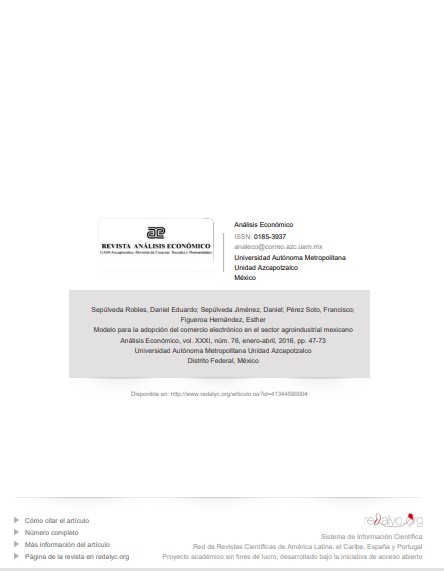 Análisis Económico
ISSN: 0185-3937
analeco@correo.azc.uam.mx
Universidad Autónoma Metropolitana
Unidad Azcapotzalco
México
REVISTA ANÁLISIS ECONÓMICO
UAM-Azcapotzalco, División de Ciencias Sociales y Humanidades
Sepúlveda Robles, Daniel Eduardo; Sepúlveda Jiménez, Daniel; Pérez Soto, Francisco;
Figueroa Hernández, Esther
Modelo para la adopción del comercio electrónico en el sector agroindustrial mexicano
Análisis Económico, vol. XXXI, núm. 76, enero-abril, 2016, pp. 47-73
Universidad Autónoma Metropolitana Unidad Azcapotzalco
Distrito Federal, México
Disponible en: http://www.redalyc.org/articulo.oa?id=41344590004
Cómo citar el artículo
Número completo
Más información del artículo
Página de la revista en redalyc.org
redalyc.org
Sistema de Información Científica
Red de Revistas Científicas de América Latina, el Caribe, España y Portugal
Proyecto académico sin fines de lucro, desarrollado bajo la iniciativa de acceso abierto